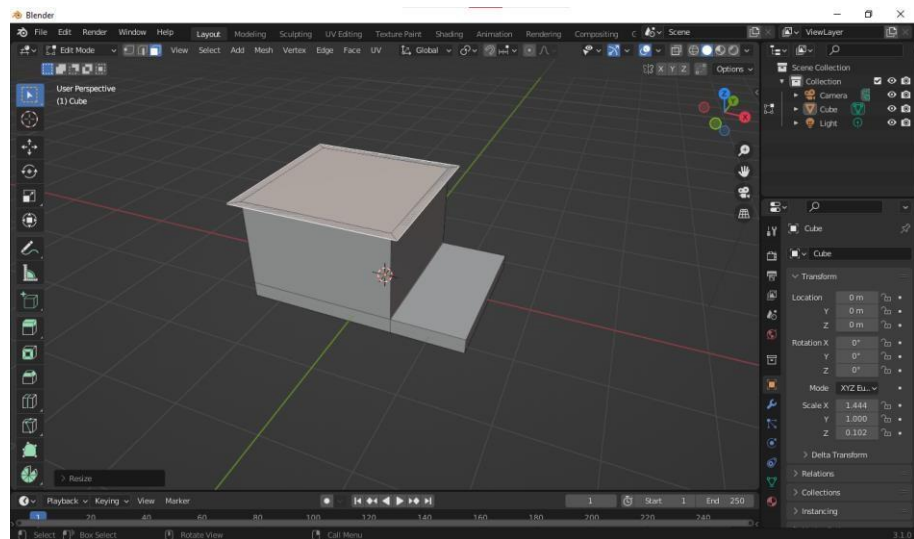 Blender
File Edit Render Window Help Layout Modeling Sculpting UV Editing Texture Paint Shading Animation Rendering Compositing Scene ViewLayer
Edit Mode View Select Add Mesh Vertex Edge Face UV Global
X Y Z Options
User Perspective
(1) Cube
Z
Y
X
Scene Collection
Collection
Camera
Cube
Light
Cube
Cube
Transform
Location 0 m
Y 0 m
Z 0 m
Rotation X 0°
Y 0°
Z 0°
Mode XYZ Eu...
Scale X 1.444
Y 1.000
Z 0.102
Delta Transform
Relations
Collections
Instancing
Resize
Playback Keying View Marker 1 Start 1 End 250
1 20 40 60 80 100 120 140 160 180 200 220 240
Select Box Select Rotate View Call Menu 3.1.0